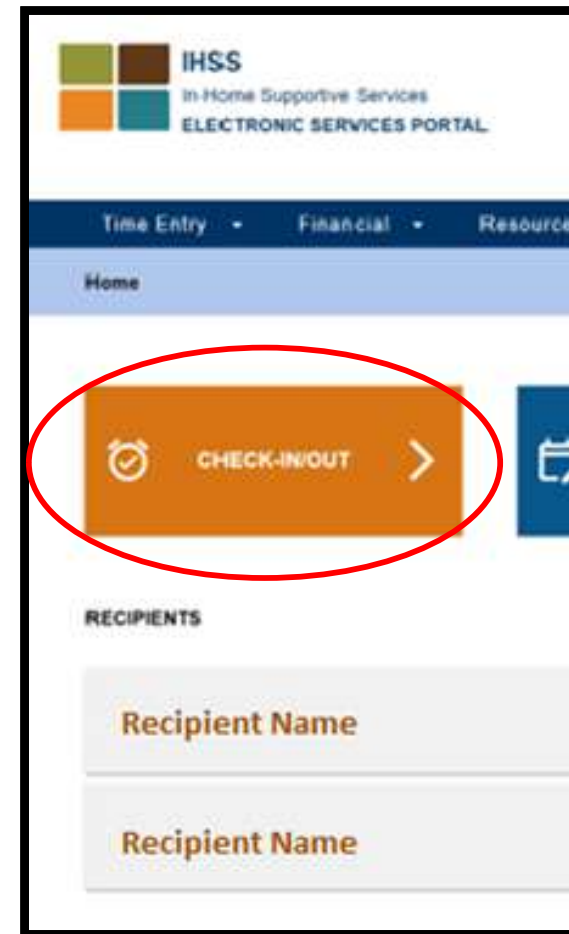 IHSS
In-Home Supportive Services
ELECTRONIC SERVICES PORTAL
Time Entry Financial Resource
Home
CHECK-IN/OUT
RECIPIENTS
Recipient Name
Recipient Name